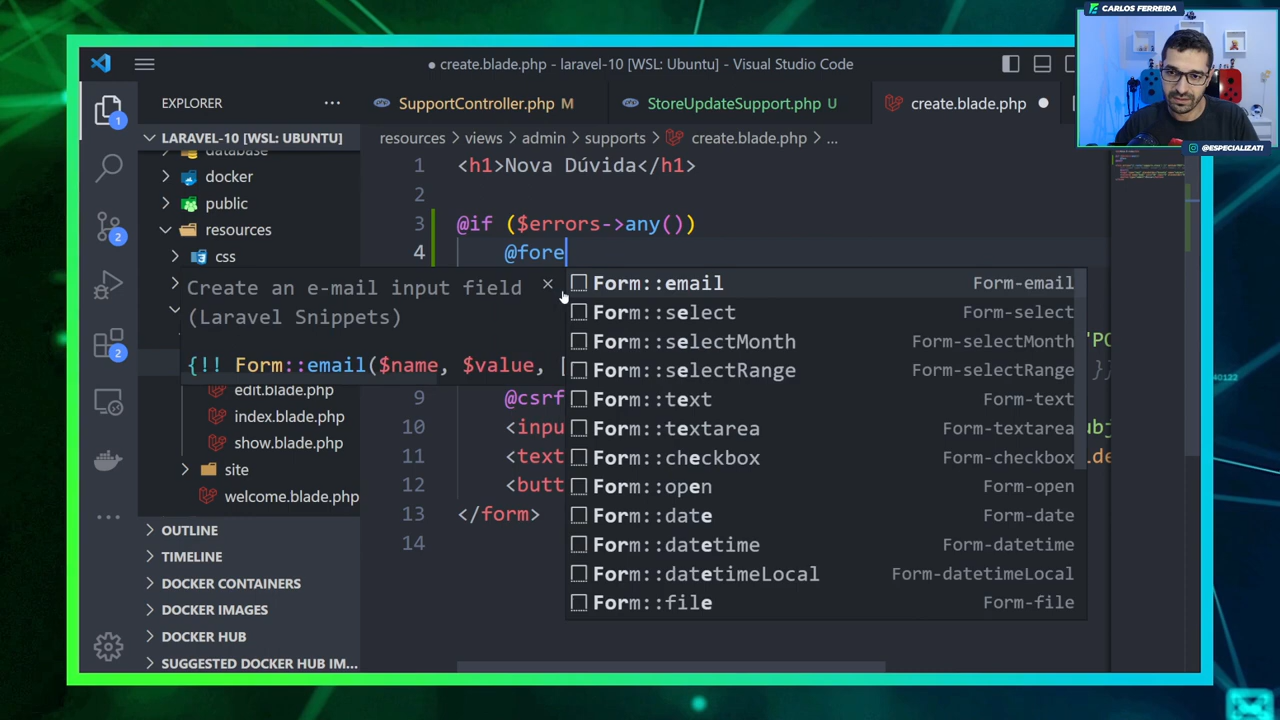 CARLOS FERREIRA
@ESPECIALIZATI
● create.blade.php - laravel-10 [WSL: Ubuntu] - Visual Studio Code
EXPLORER
SupportController.php M
StoreUpdateSupport.php U
create.blade.php
LARAVEL-10 [WSL: UBUNTU]
database
docker
public
resources
css
edit.blade.php
index.blade.php
show.blade.php
site
welcome.blade.php
OUTLINE
TIMELINE
DOCKER CONTAINERS
DOCKER IMAGES
DOCKER HUB
SUGGESTED DOCKER HUB IM...
1
2
2
resources > views > admin > supports > create.blade.php > ...
<h1>Nova Dúvida</h1>
2
3 @if ($errors->any())
4 @fore
Create an e-mail input field
(Laravel Snippets)
{!! Form::email($name, $value, [
Form::email Form-email
Form::select Form-select
Form::selectMonth Form-selectMonth
Form::selectRange Form-selectRange
Form::text Form-text
Form::textarea Form-textarea
Form::checkbox Form-checkbox
Form::open Form-open
Form::date Form-date
Form::datetime Form-datetime
Form::datetimeLocal Form-datetimeLocal
Form::file Form-file
"PO
}}
9 @csrf
10 <inpu
ubj
11 <text
.de
12 <butt
13 </form>
14
40122